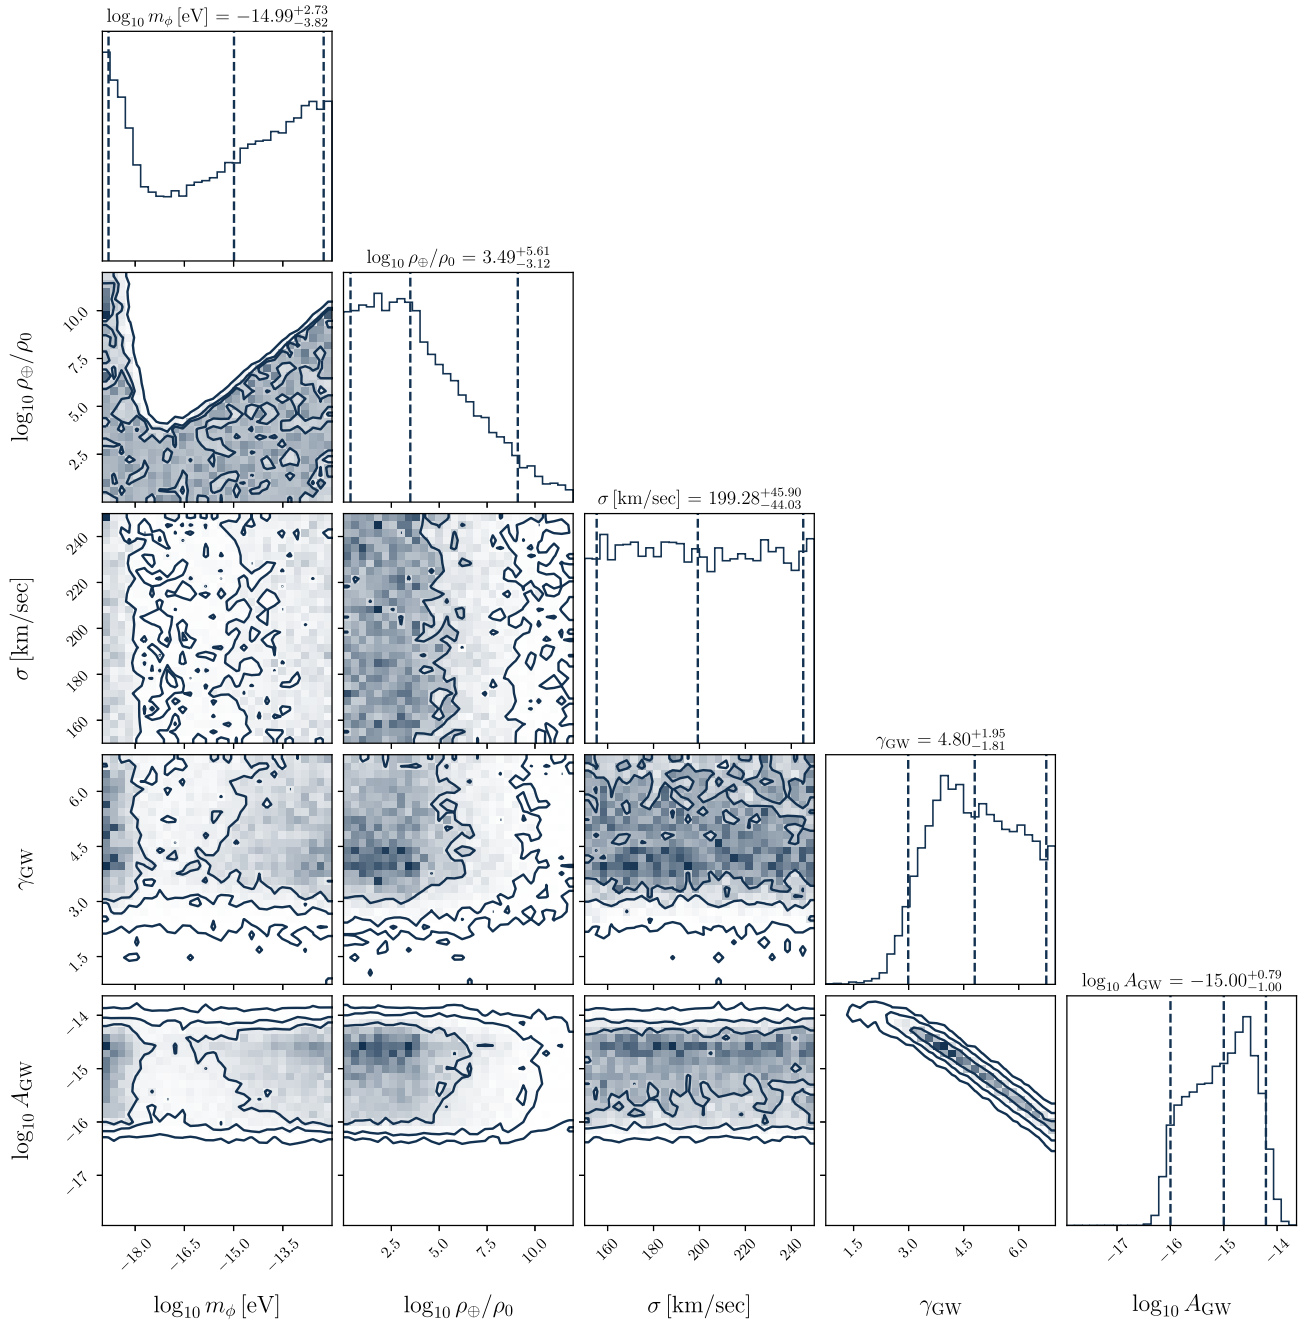 log₁₀ m_ϕ [eV] = −14.99^{+2.73}_{−3.82}
log₁₀ ρ_⊕/ρ₀ = 3.49^{+5.61}_{−3.12}
10.0
7.5
5.0
2.5
log₁₀ ρ_⊕/ρ₀
σ [km/sec] = 199.28^{+45.90}_{−44.03}
240
220
200
180
160
σ [km/sec]
γ_GW = 4.80^{+1.95}_{−1.81}
6.0
4.5
3.0
1.5
γ_GW
log₁₀ A_GW = −15.00^{+0.79}_{−1.00}
−14
−15
−16
−17
log₁₀ A_GW
−18.0 −16.5 −15.0 −13.5
2.5 5.0 7.5 10.0
160 180 200 220 240
1.5 3.0 4.5 6.0
−17 −16 −15 −14
log₁₀ m_ϕ [eV]
log₁₀ ρ_⊕/ρ₀
σ [km/sec]
γ_GW
log₁₀ A_GW